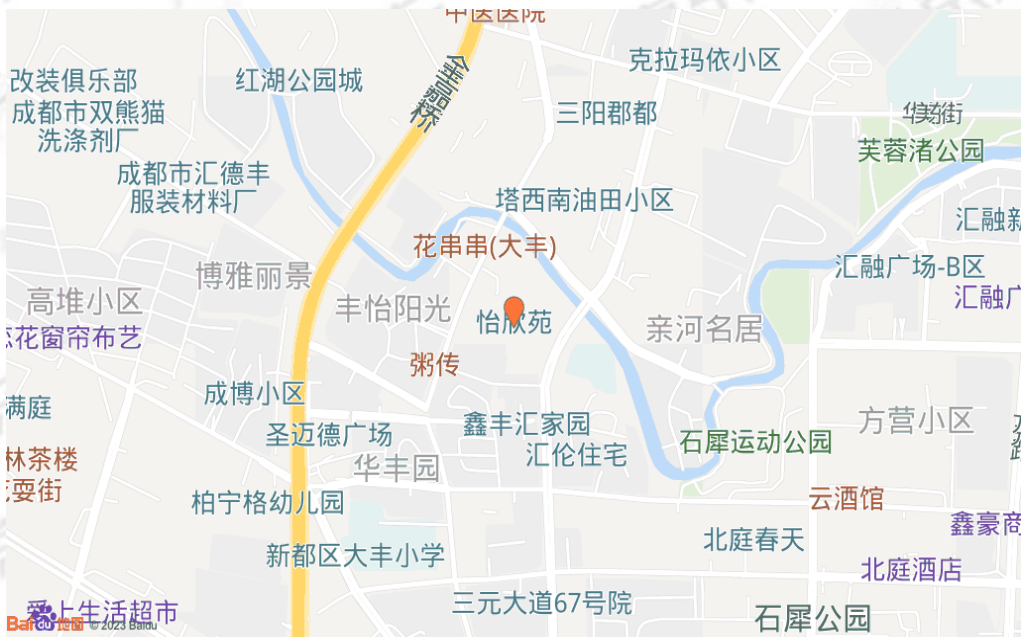 中医医院
克拉玛依小区
改装俱乐部
红湖公园城
成都市双熊猫
洗涤剂厂
三阳郡都
华美街
芙蓉渚公园
成都市汇德丰
服装材料厂
塔西南油田小区
汇融新
花串串(大丰)
汇融广场-B区
博雅丽景
高堆小区
丰怡阳光
怡欣苑
亲河名居
汇融广
花窗帘布艺
粥传
成博小区
满庭
鑫丰汇家园
方营小区
圣迈德广场
石犀运动公园
汇伦住宅
林茶楼
华丰园
耍街
柏宁格幼儿园
云酒馆
鑫豪商
北庭春天
新都区大丰小学
北庭酒店
爱上生活超市
三元大道67号院
石犀公园
Baidu地图 © 2023 Baidu